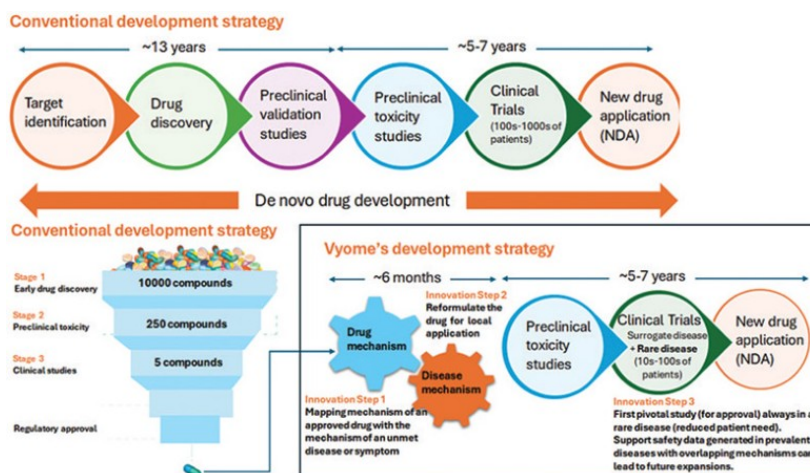 Conventional development strategy
~13 years
~5-7 years
Target
identification
Drug
discovery
Preclinical
validation
studies
Preclinical
toxicity
studies
Clinical
Trials
(100s-1000s of
patients)
New drug
application
(NDA)
De novo drug development
Conventional development strategy
Stage 1
Early drug discovery
10000 compounds
Stage 2
Preclinical toxicity
250 compounds
Stage 3
Clinical studies
5 compounds
Regulatory approval
Vyome's development strategy
~6 months
~5-7 years
Innovation Step 2
Reformulate the
drug for local
application
Drug
mechanism
Disease
mechanism
Innovation Step 1
Mapping mechanism of an
approved drug with the
mechanism of an unmet
disease or symptom
Preclinical
toxicity
studies
Clinical Trials
Surrogate disease
+ Rare disease
(10s-100s of
patients)
New drug
application
(NDA)
Innovation Step 3
First pivotal study (for approval) always in a
rare disease (reduced patient need).
Support safety data generated in prevalent
diseases with overlapping mechanisms can
lead to future expansions.